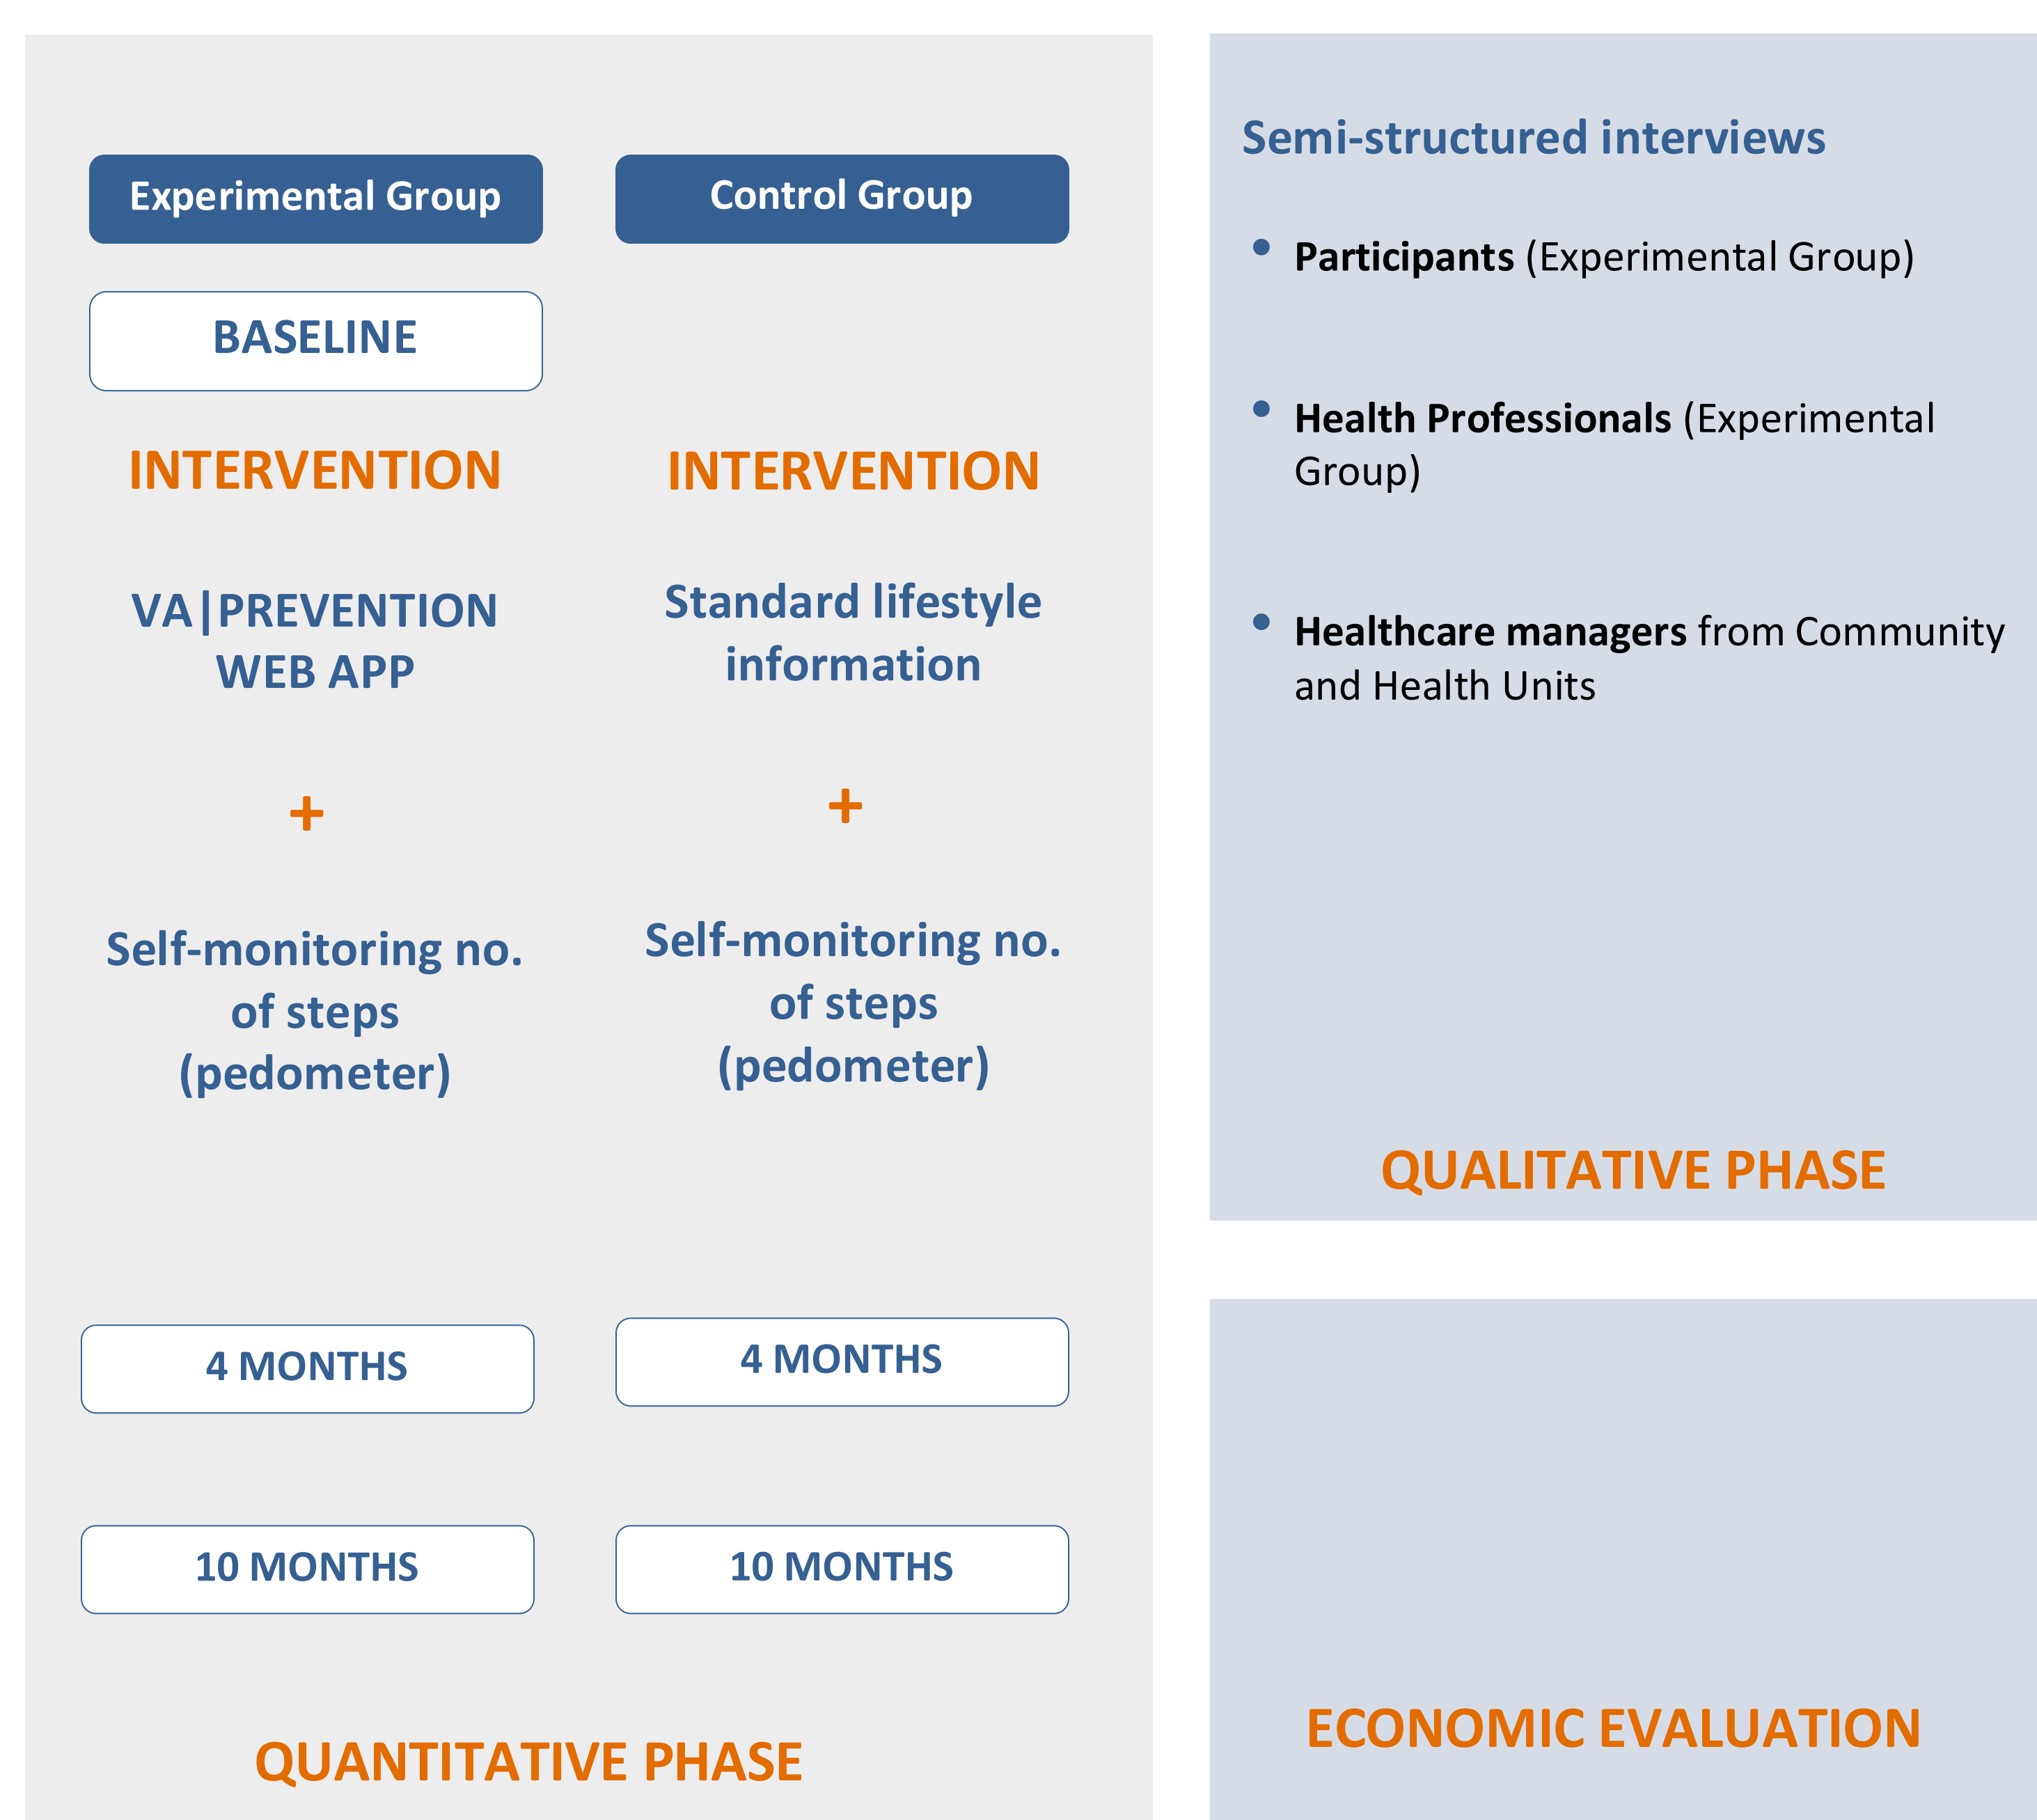 Experimental Group
BASELINE
INTERVENTION
VA|PREVENTION
WEB APP
+
Self-monitoring no.
of steps
(pedometer)
4 MONTHS
10 MONTHS
Control Group
INTERVENTION
Standard lifestyle
information
+
Self-monitoring no.
of steps
(pedometer)
4 MONTHS
10 MONTHS
QUANTITATIVE PHASE
Semi-structured interviews
• Participants (Experimental Group)
• Health Professionals (Experimental
Group)
• Healthcare managers from Community
and Health Units
QUALITATIVE PHASE
ECONOMIC EVALUATION